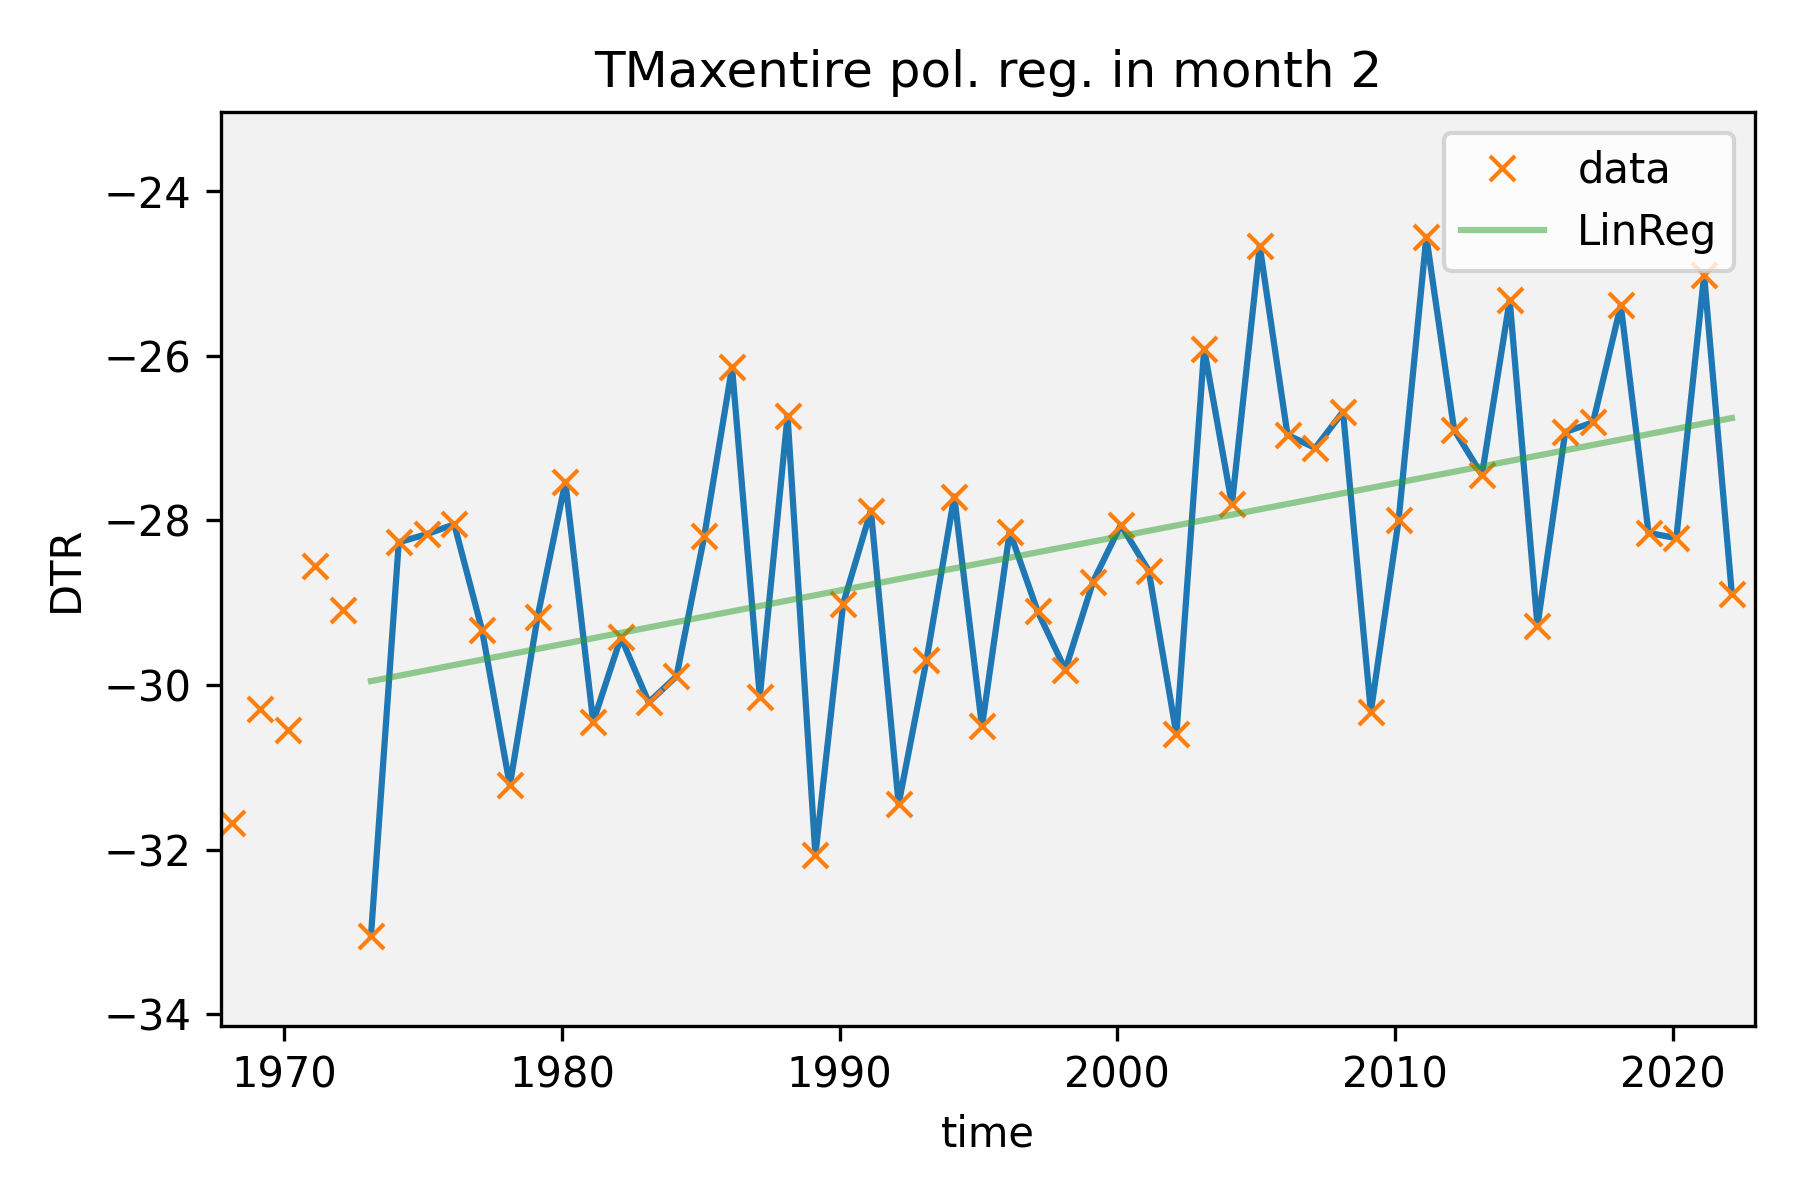 TMaxentire pol. reg. in month 2
data
LinReg
−24
−26
−28
−30
−32
−34
DTR
1970 1980 1990 2000 2010 2020
time